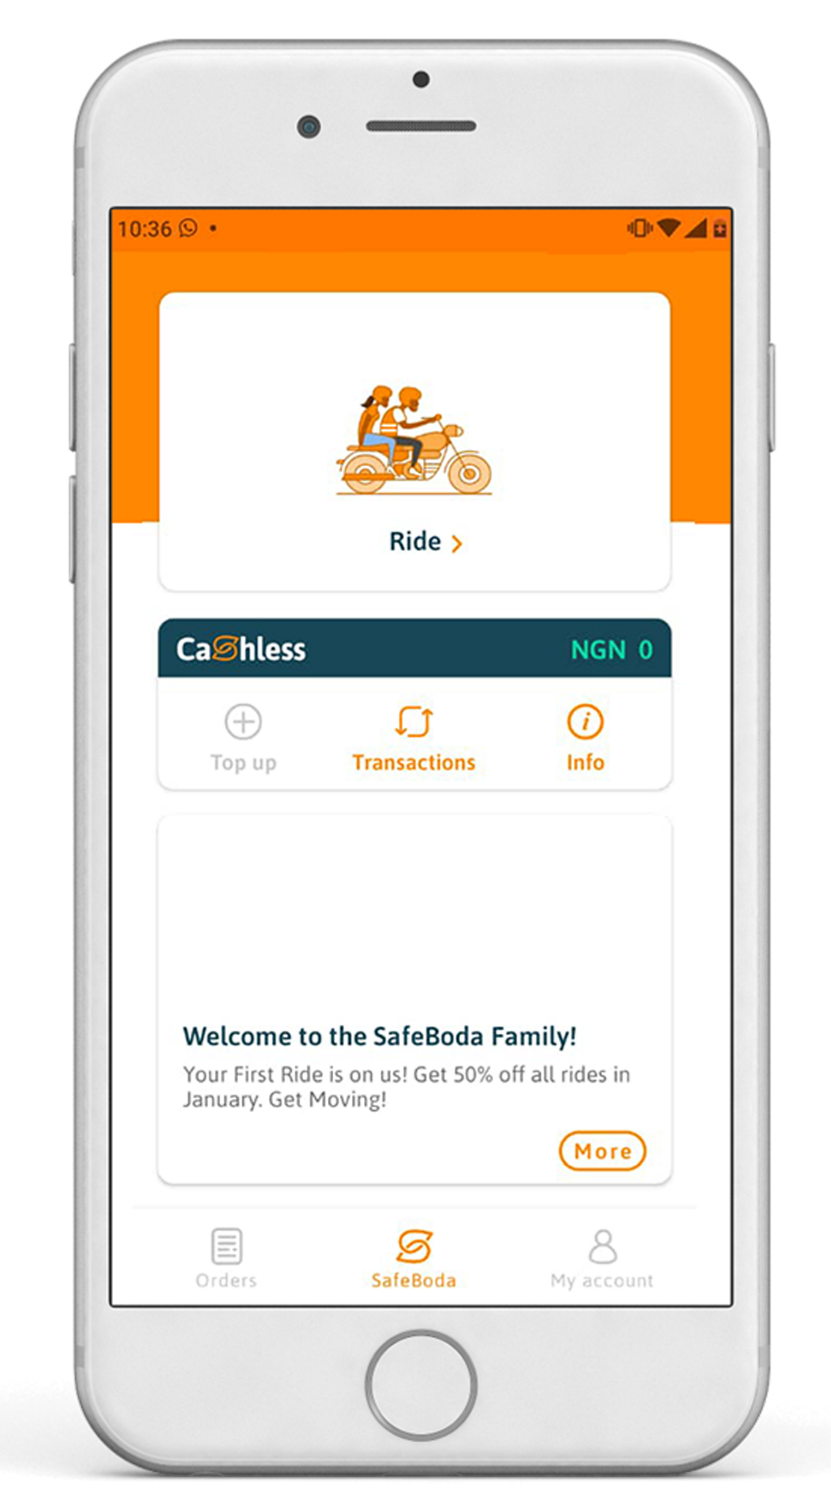 10:36
Ride
Cashless NGN 0
Top up Transactions Info
Welcome to the SafeBoda Family!
Your First Ride is on us! Get 50% off all rides in
January. Get Moving!
More
Orders SafeBoda My account